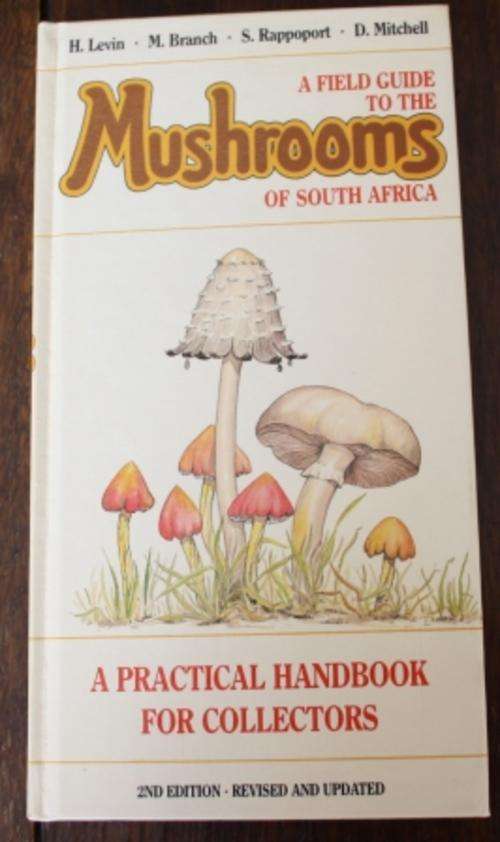 H. Levin · M. Branch · S. Rappoport · D. Mitchell
A FIELD GUIDE
TO THE
Mushrooms
OF SOUTH AFRICA
A PRACTICAL HANDBOOK
FOR COLLECTORS
2ND EDITION · REVISED AND UPDATED